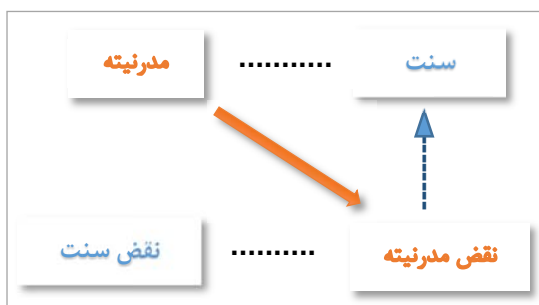 سنت ........... مدرنیته
نقض مدرنیته .......... نقض سنت